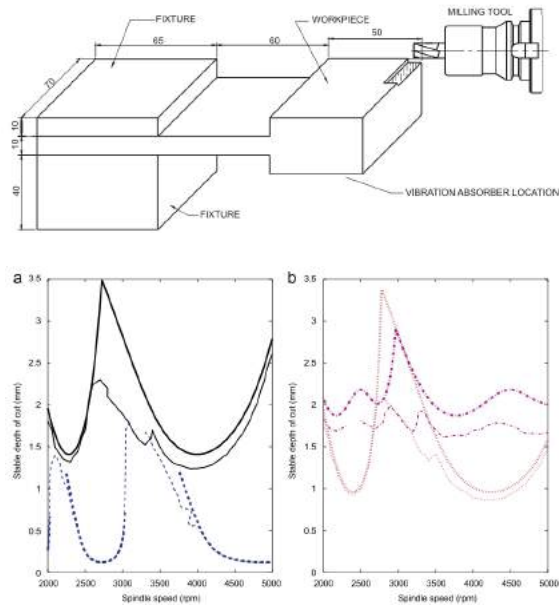 FIXTURE
WORKPIECE
MILLING TOOL
65
60
50
70
10
10
40
FIXTURE
VIBRATION ABSORBER LOCATION
a
3.5
3
2.5
2
1.5
1
0.5
0
Stable depth of cut (mm)
2000 2500 3000 3500 4000 4500 5000
Spindle speed (rpm)
b
3.5
3
2.5
2
1.5
1
0.5
0
Stable depth of cut (mm)
2000 2500 3000 3500 4000 4500 5000
Spindle speed (rpm)